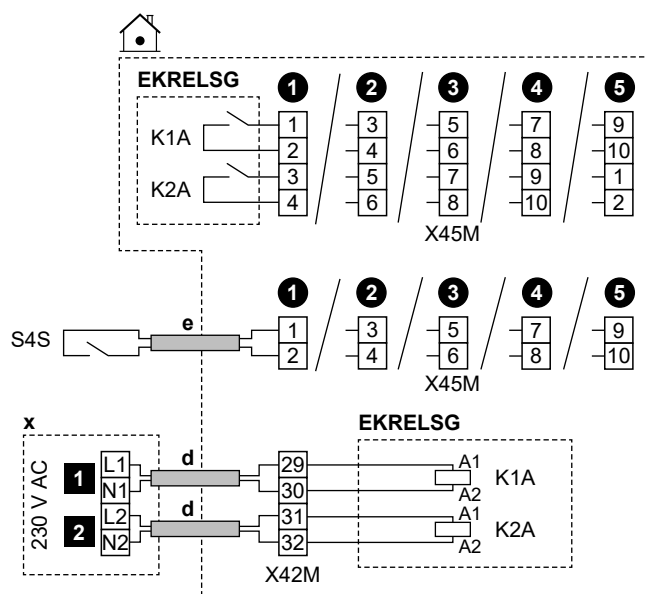 EKRELSG 1 2 3 4 5
K1A 1 3 5 7 9
2 4 6 8 10
K2A 3 5 7 9 1
4 6 8 10 2
X45M
1 2 3 4 5
S4S e 1 3 5 7 9
2 4 6 8 10
X45M
x EKRELSG
230 V AC
1 L1 d 29 A1 K1A
N1 30 A2
2 L2 d 31 A1 K2A
N2 32 A2
X42M